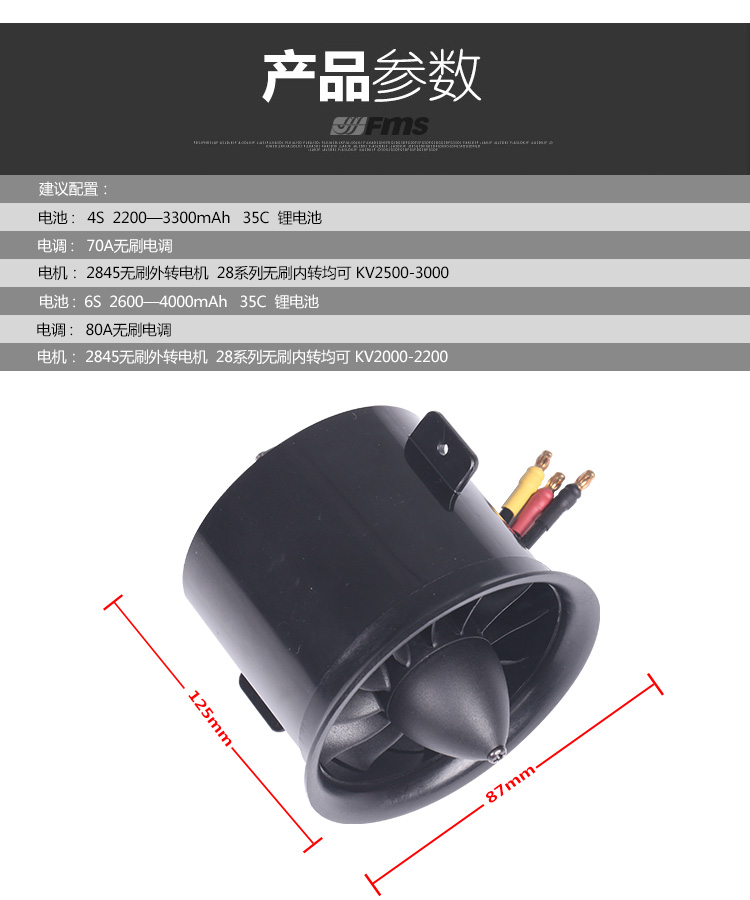 产品参数
FMS
建议配置：
电池： 4S 2200—3300mAh 35C 锂电池
电调： 70A无刷电调
电机： 2845无刷外转电机 28系列无刷内转均可 KV2500-3000
电池：6S 2600—4000mAh 35C 锂电池
电调： 80A无刷电调
电机： 2845无刷外转电机 28系列无刷内转均可 KV2000-2200
125mm
87mm